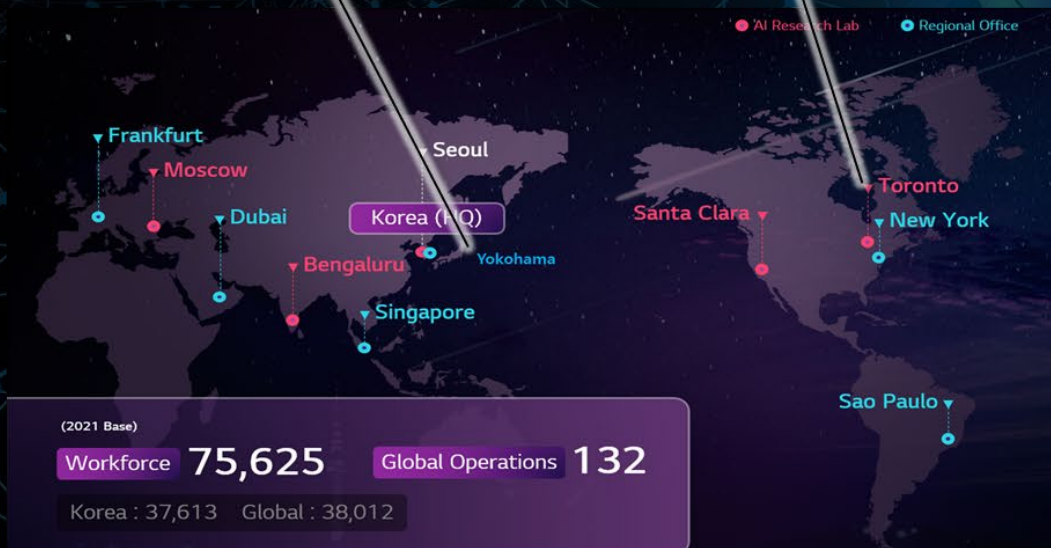 AI Research Lab
Regional Office
Frankfurt
Moscow
Seoul
Dubai
Korea (HQ)
Toronto
Santa Clara
New York
Bengaluru
Yokohama
Singapore
Sao Paulo
(2021 Base)
Workforce 75,625 Global Operations 132
Korea : 37,613 Global : 38,012